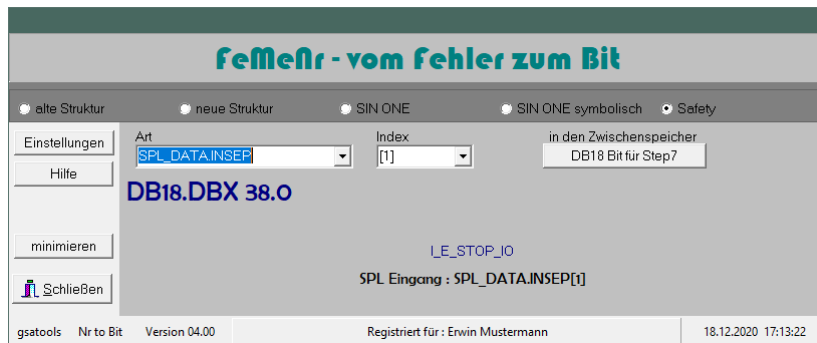 FeMeNr - vom Fehler zum Bit
alte Struktur neue Struktur SIN ONE SIN ONE symbolisch Safety
Einstellungen Art Index in den Zwischenspeicher
SPL_DATA.INSEP [1] DB18 Bit für Step7
Hilfe
DB18.DBX 38.0
minimieren I_E_STOP_IO
SPL Eingang : SPL_DATA.INSEP[1]
Schließen
gsatools Nr to Bit Version 04.00 Registriert für : Erwin Mustermann 18.12.2020 17:13:22